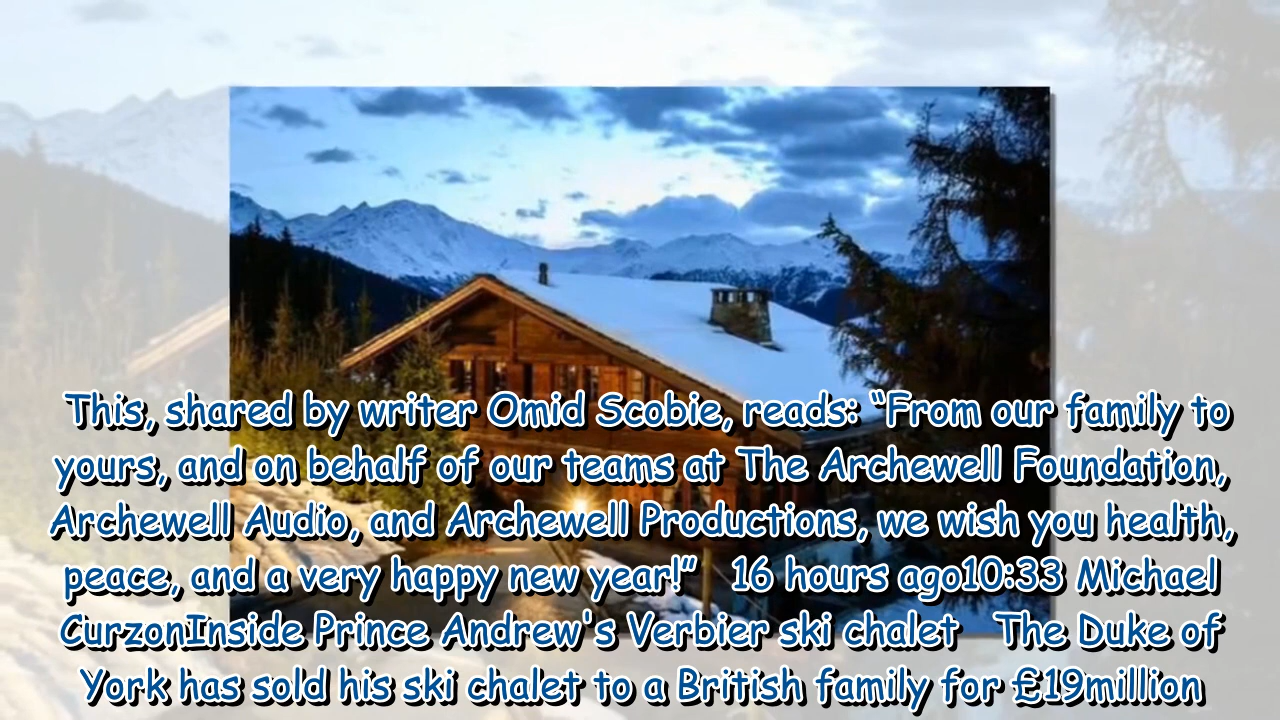 This, shared by writer Omid Scobie, reads: “From our family to
yours, and on behalf of our teams at The Archewell Foundation,
Archewell Audio, and Archewell Productions, we wish you health,
peace, and a very happy new year!” 16 hours ago10:33 Michael
CurzonInside Prince Andrew's Verbier ski chalet The Duke of
York has sold his ski chalet to a British family for £19million